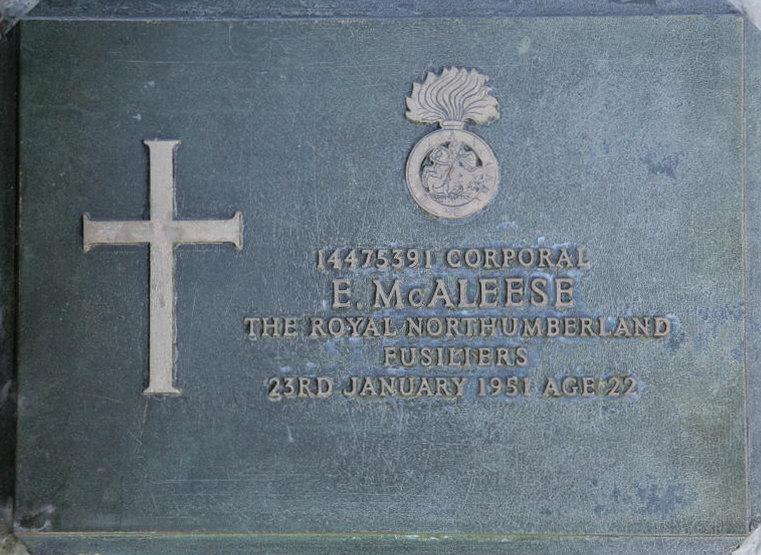 14475391 CORPORAL
E. McALEESE
THE ROYAL NORTHUMBERLAND
FUSILIERS
23RD JANUARY 1951 AGE 22